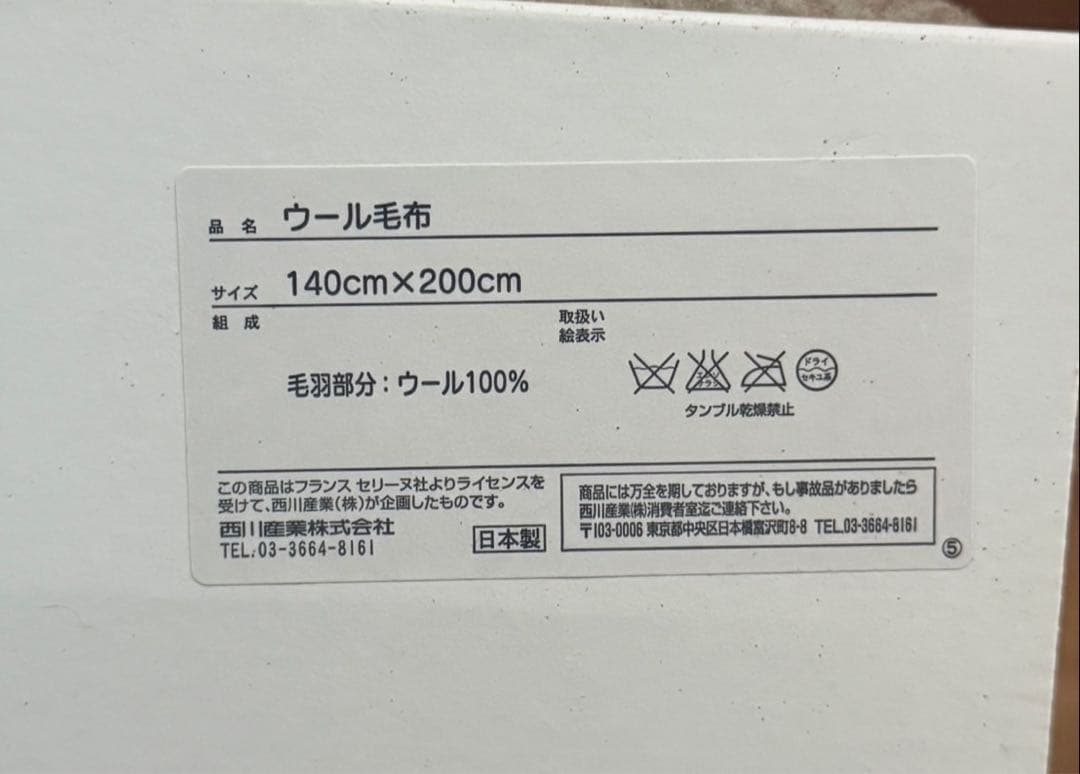 品名 ウール毛布
サイズ 140cm×200cm
組成
取扱い
絵表示
毛羽部分：ウール100%
エンソ
サラシ
ドライ
セキユ系
タンブル乾燥禁止
この商品はフランス セリーヌ社よりライセンスを
受けて、西川産業(株)が企画したものです。
西川産業株式会社
TEL.03-3664-8161
日本製
商品には万全を期しておりますが、もし事故品がありましたら
西川産業(株)消費者室迄ご連絡下さい。
〒103-0006 東京都中央区日本橋富沢町8-8 TEL.03-3664-8161
⑤